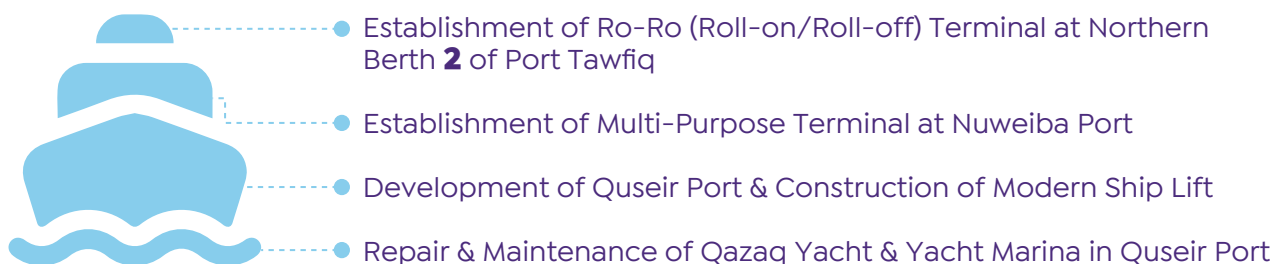 Establishment of Ro-Ro (Roll-on/Roll-off) Terminal at Northern
Berth 2 of Port Tawfiq
Establishment of Multi-Purpose Terminal at Nuweiba Port
Development of Quseir Port & Construction of Modern Ship Lift
Repair & Maintenance of Qazaq Yacht & Yacht Marina in Quseir Port